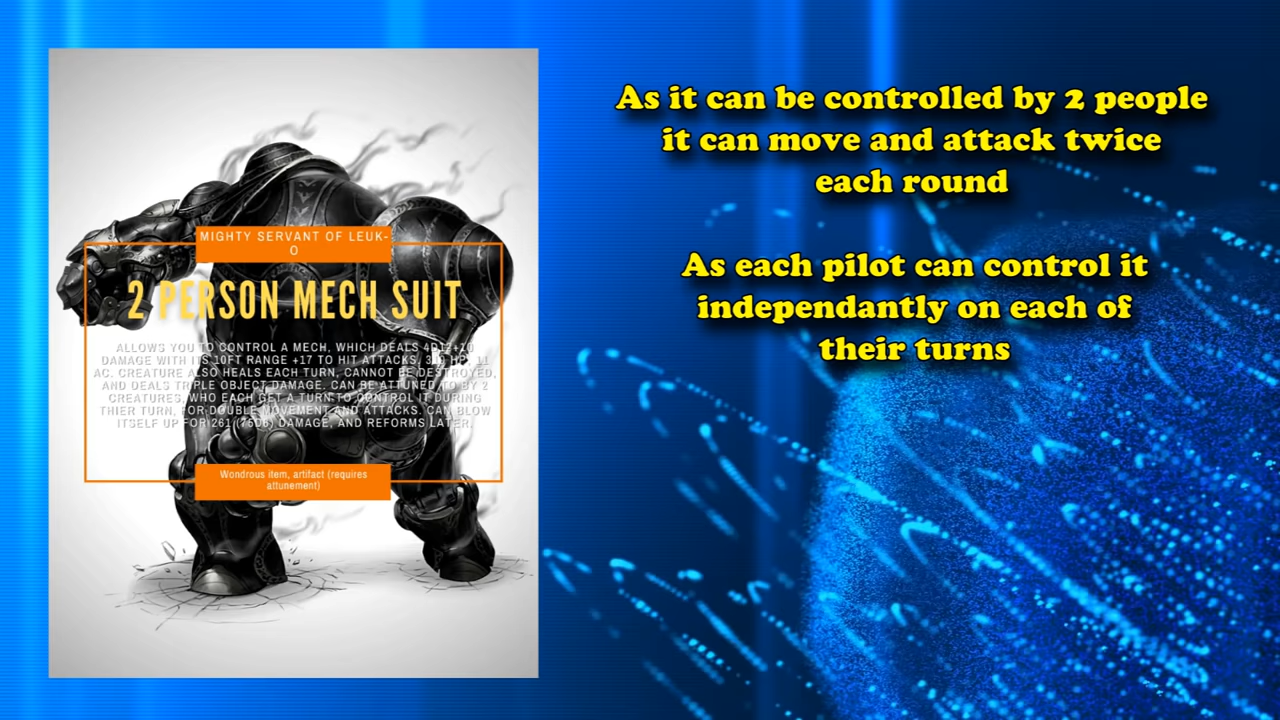 MIGHTY SERVANT OF LEUK-
O
2 PERSON MECH SUIT
ALLOWS YOU TO CONTROL A MECH, WHICH DEALS 4D12+10
DAMAGE WITH ITS 10FT RANGE +17 TO HIT ATTACKS, HP, 11
AC. CREATURE ALSO HEALS EACH TURN, CANNOT BE DESTROYED,
AND DEALS TRIPLE OBJECT DAMAGE. CAN BE ATTUNED TO BY 2
CREATURES, WHO EACH GET A TURN TO CONTROL IT DURING
THIER TURN, FOR DOUBLE MOVEMENT AND ATTACKS. CAN BLOW
ITSELF UP FOR 261 (75D6) DAMAGE, AND REFORMS LATER.
Wondrous item, artifact (requires
attunement)
As it can be controlled by 2 people
it can move and attack twice
each round
As each pilot can control it
independantly on each of
their turns